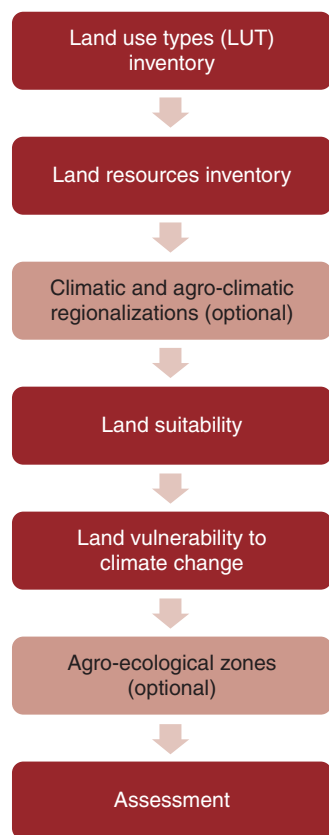 Land use types (LUT)
inventory
Land resources inventory
Climatic and agro-climatic
regionalizations (optional)
Land suitability
Land vulnerability to
climate change
Agro-ecological zones
(optional)
Assessment